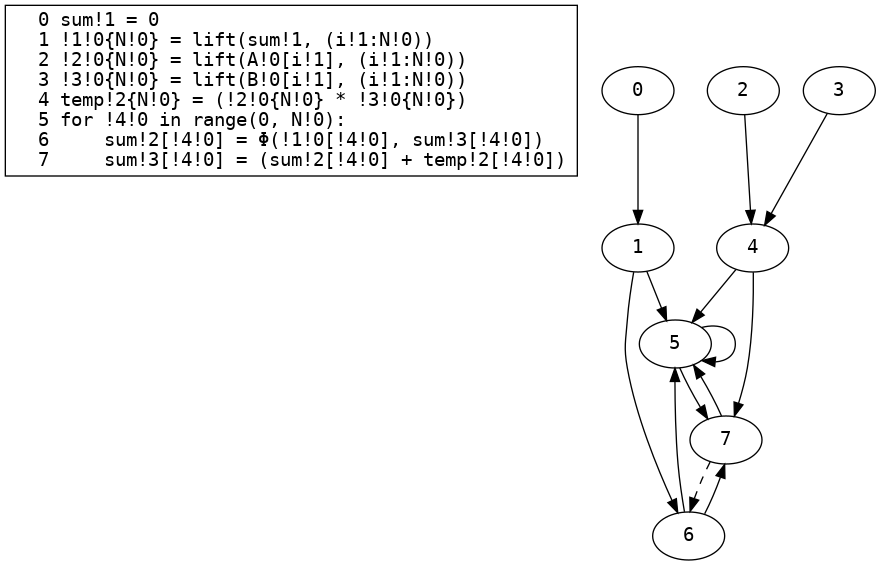 0 sum!1 = 0
1 !1!0{N!0} = lift(sum!1, (i!1:N!0))
2 !2!0{N!0} = lift(A!0[i!1], (i!1:N!0))
3 !3!0{N!0} = lift(B!0[i!1], (i!1:N!0))
4 temp!2{N!0} = (!2!0{N!0} * !3!0{N!0})
5 for !4!0 in range(0, N!0):
6     sum!2[!4!0] = Φ(!1!0[!4!0], sum!3[!4!0])
7     sum!3[!4!0] = (sum!2[!4!0] + temp!2[!4!0])
0
2
3
1
4
5
7
6